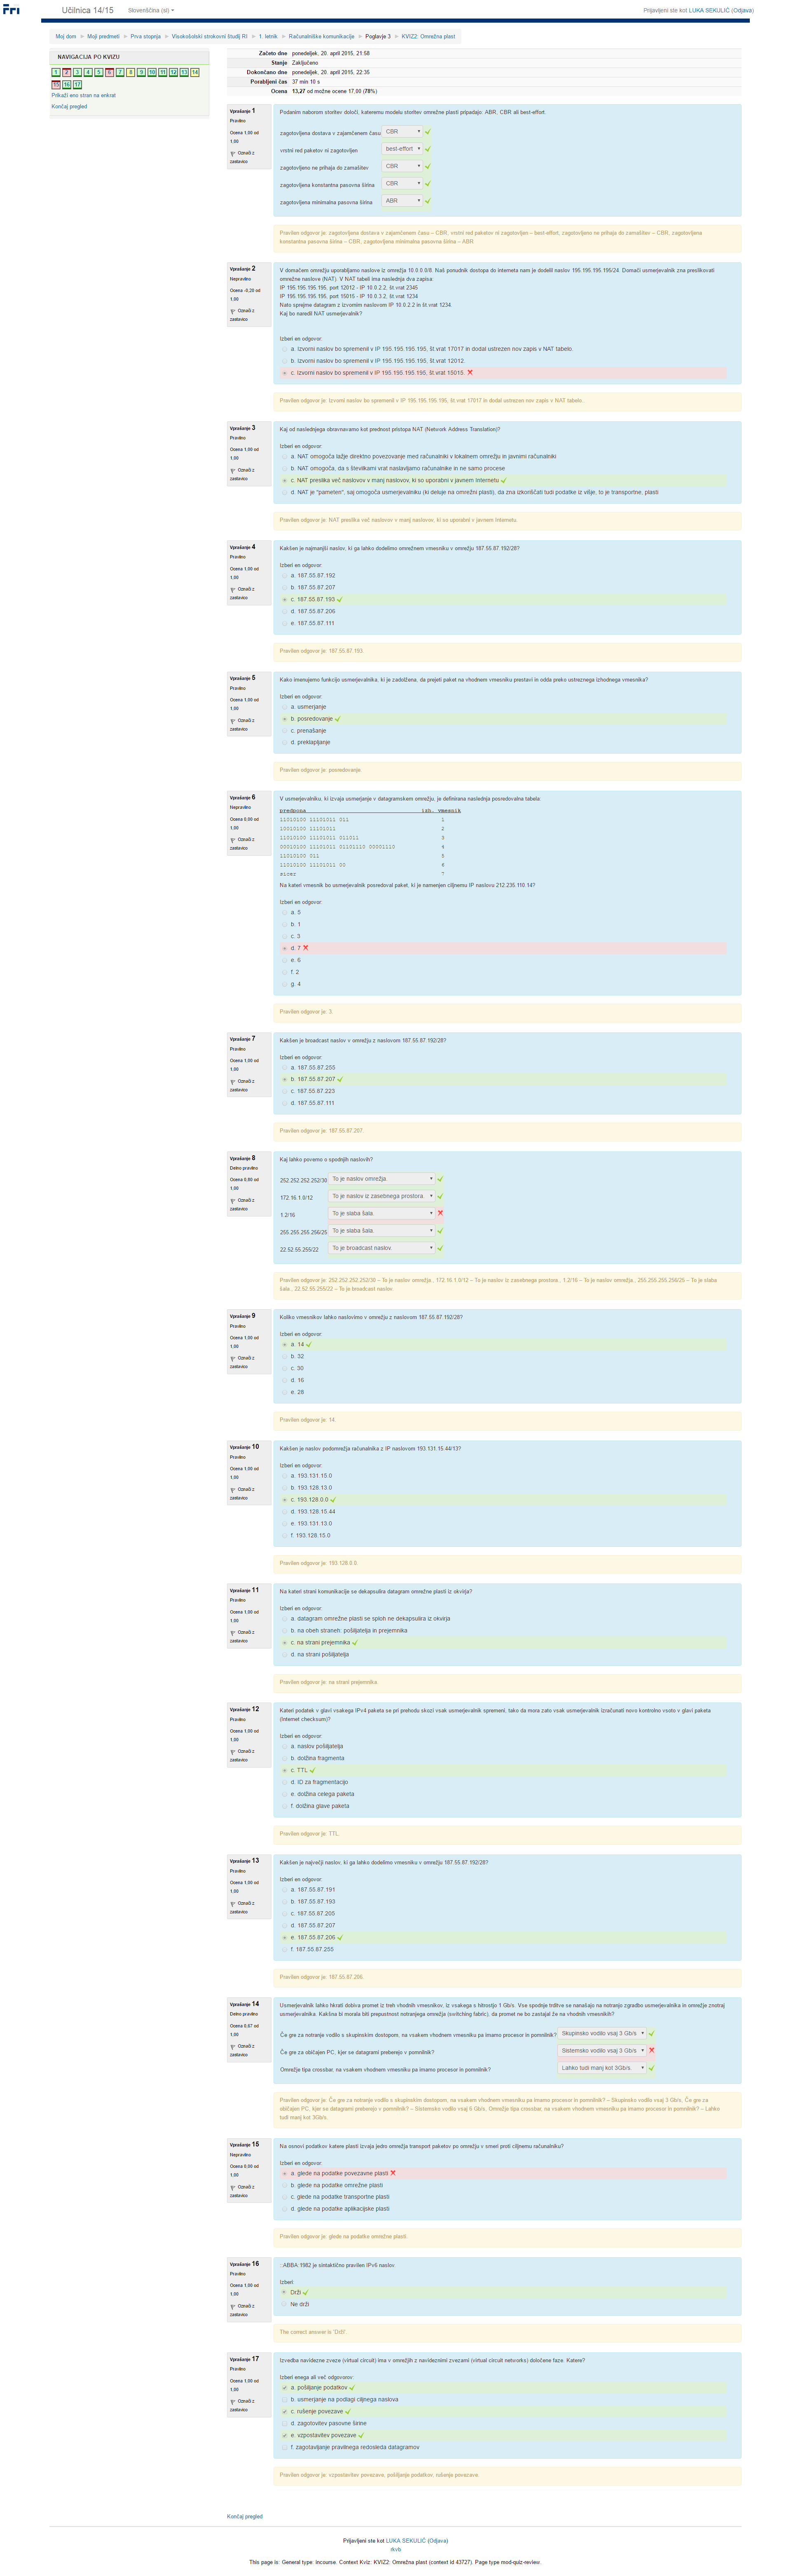 Fri
Učilnica 14/15
Slovenščina (sl)
Prijavljeni ste kot LUKA SEKULIĆ (Odjava)
Moj dom ► Moji predmeti ► Prva stopnja ► Visokošolski strokovni študij RI ► 1. letnik ► Računalniške komunikacije ► Poglavje 3 ► KVIZ2: Omrežna plast
NAVIGACIJA PO KVIZU
1 2 3 4 5 6 7 8 9 10 11 12 13 14
15 16 17
Prikaži eno stran na enkrat
Končaj pregled
Začeto dne ponedeljek, 20. april 2015, 21:58
Stanje Zaključeno
Dokončano dne ponedeljek, 20. april 2015, 22:35
Porabljeni čas 37 min 10 s
Ocena 13,27 od možne ocene 17,00 (78%)
Vprašanje 1
Pravilno
Ocena 1,00 od
1,00
Označi z
zastavico
Podanim naborom storitev določi, kateremu modelu storitev omrežne plasti pripadajo: ABR, CBR ali best-effort.
zagotovljena dostava v zajamčenem času CBR
vrstni red paketov ni zagotovljen best-effort
zagotovljeno ne prihaja do zamašitev CBR
zagotovljena konstantna pasovna širina CBR
zagotovljena minimalna pasovna širina ABR
Pravilen odgovor je: zagotovljena dostava v zajamčenem času – CBR, vrstni red paketov ni zagotovljen – best-effort, zagotovljeno ne prihaja do zamašitev – CBR, zagotovljena
konstantna pasovna širina – CBR, zagotovljena minimalna pasovna širina – ABR
Vprašanje 2
Nepravilno
Ocena -0,20 od
1,00
Označi z
zastavico
V domačem omrežju uporabljamo naslove iz omrežja 10.0.0.0/8. Naš ponudnik dostopa do interneta nam je dodelil naslov 195.195.195.195/24. Domači usmerjevalnik zna preslikovati
omrežne naslove (NAT). V NAT tabeli ima naslednja dva zapisa:
IP 195.195.195.195, port 12012 - IP 10.0.2.2, št.vrat 2345
IP 195.195.195.195, port 15015 - IP 10.0.3.2, št.vrat 1234.
Nato sprejme datagram z izvornim naslovom IP 10.0.2.2 in št.vrat 1234.
Kaj bo naredil NAT usmerjevalnik?
Izberi en odgovor:
a. Izvorni naslov bo spremenil v IP 195.195.195.195, št.vrat 17017 in dodal ustrezen nov zapis v NAT tabelo.
b. Izvorni naslov bo spremenil v IP 195.195.195.195, št.vrat 12012.
c. Izvorni naslov bo spremenil v IP 195.195.195.195, št.vrat 15015.
Pravilen odgovor je: Izvorni naslov bo spremenil v IP 195.195.195.195, št.vrat 17017 in dodal ustrezen nov zapis v NAT tabelo.
Vprašanje 3
Pravilno
Ocena 1,00 od
1,00
Označi z
zastavico
Kaj od naslednjega obravnavamo kot prednost pristopa NAT (Network Address Translation)?
Izberi en odgovor:
a. NAT omogoča lažje direktno povezovanje med računalniki v lokalnem omrežju in javnimi računalniki
b. NAT omogoča, da s številkami vrat naslavljamo računalnike in ne samo procese
c. NAT preslika več naslovov v manj naslovov, ki so uporabni v javnem Internetu
d. NAT je "pameten", saj omogoča usmerjevalniku (ki deluje na omrežni plasti), da zna izkoriščati tudi podatke iz višje, to je transportne, plasti
Pravilen odgovor je: NAT preslika več naslovov v manj naslovov, ki so uporabni v javnem Internetu.
Vprašanje 4
Pravilno
Ocena 1,00 od
1,00
Označi z
zastavico
Kakšen je najmanjši naslov, ki ga lahko dodelimo omrežnem vmesniku v omrežju 187.55.87.192/28?
Izberi en odgovor:
a. 187.55.87.192
b. 187.55.87.207
c. 187.55.87.193
d. 187.55.87.206
e. 187.55.87.111
Pravilen odgovor je: 187.55.87.193.
Vprašanje 5
Pravilno
Ocena 1,00 od
1,00
Označi z
zastavico
Kako imenujemo funkcijo usmerjevalnika, ki je zadolžena, da prejeti paket na vhodnem vmesniku prestavi in odda preko ustreznega izhodnega vmesnika?
Izberi en odgovor:
a. usmerjanje
b. posredovanje
c. prenašanje
d. preklapljanje
Pravilen odgovor je: posredovanje.
Vprašanje 6
Nepravilno
Ocena 0,00 od
1,00
Označi z
zastavico
V usmerjevalniku, ki izvaja usmerjanje v datagramskem omrežju, je definirana naslednja posredovalna tabela:
predpona izh. vmesnik
11010100 11101011 011 1
10010100 11101011 2
11010100 11101011 011011 3
00010100 11101011 01101110 00001110 4
11010100 011 5
11010100 11101011 00 6
sicer 7
Na kateri vmesnik bo usmerjevalnik posredoval paket, ki je namenjen ciljnemu IP naslovu 212.235.110.14?
Izberi en odgovor:
a. 5
b. 1
c. 3
d. 7
e. 6
f. 2
g. 4
Pravilen odgovor je: 3.
Vprašanje 7
Pravilno
Ocena 1,00 od
1,00
Označi z
zastavico
Kakšen je broadcast naslov v omrežju z naslovom 187.55.87.192/28?
Izberi en odgovor:
a. 187.55.87.255
b. 187.55.87.207
c. 187.55.87.223
d. 187.55.87.111
Pravilen odgovor je: 187.55.87.207.
Vprašanje 8
Delno pravilno
Ocena 0,80 od
1,00
Označi z
zastavico
Kaj lahko povemo o spodnjih naslovih?
252.252.252.252/30 To je naslov omrežja.
172.16.1.0/12 To je naslov iz zasebnega prostora.
1.2/16 To je slaba šala.
255.255.255.256/25 To je slaba šala.
22.52.55.255/22 To je broadcast naslov.
Pravilen odgovor je: 252.252.252.252/30 – To je naslov omrežja., 172.16.1.0/12 – To je naslov iz zasebnega prostora., 1.2/16 – To je naslov omrežja., 255.255.255.256/25 – To je slaba
šala., 22.52.55.255/22 – To je broadcast naslov.
Vprašanje 9
Pravilno
Ocena 1,00 od
1,00
Označi z
zastavico
Koliko vmesnikov lahko naslovimo v omrežju z naslovom 187.55.87.192/28?
Izberi en odgovor:
a. 14
b. 32
c. 30
d. 16
e. 28
Pravilen odgovor je: 14.
Vprašanje 10
Pravilno
Ocena 1,00 od
1,00
Označi z
zastavico
Kakšen je naslov podomrežja računalnika z IP naslovom 193.131.15.44/13?
Izberi en odgovor:
a. 193.131.15.0
b. 193.128.13.0
c. 193.128.0.0
d. 193.128.15.44
e. 193.131.13.0
f. 193.128.15.0
Pravilen odgovor je: 193.128.0.0.
Vprašanje 11
Pravilno
Ocena 1,00 od
1,00
Označi z
zastavico
Na kateri strani komunikacije se dekapsulira datagram omrežne plasti iz okvirja?
Izberi en odgovor:
a. datagram omrežne plasti se sploh ne dekapsulira iz okvirja
b. na obeh straneh: pošiljatelja in prejemnika
c. na strani prejemnika
d. na strani pošiljatelja
Pravilen odgovor je: na strani prejemnika.
Vprašanje 12
Pravilno
Ocena 1,00 od
1,00
Označi z
zastavico
Kateri podatek v glavi vsakega IPv4 paketa se pri prehodu skozi vsak usmerjevalnik spremeni, tako da mora zato vsak usmerjevalnik izračunati novo kontrolno vsoto v glavi paketa
(Internet checksum)?
Izberi en odgovor:
a. naslov pošiljatelja
b. dolžina fragmenta
c. TTL
d. ID za fragmentacijo
e. dolžina celega paketa
f. dolžina glave paketa
Pravilen odgovor je: TTL.
Vprašanje 13
Pravilno
Ocena 1,00 od
1,00
Označi z
zastavico
Kakšen je največji naslov, ki ga lahko dodelimo vmesniku v omrežju 187.55.87.192/28?
Izberi en odgovor:
a. 187.55.87.191
b. 187.55.87.193
c. 187.55.87.205
d. 187.55.87.207
e. 187.55.87.206
f. 187.55.87.255
Pravilen odgovor je: 187.55.87.206.
Vprašanje 14
Delno pravilno
Ocena 0,67 od
1,00
Označi z
zastavico
Usmerjevalnik lahko hkrati dobiva promet iz treh vhodnih vmesnikov, iz vsakega s hitrostjo 1 Gb/s. Vse spodnje trditve se nanašajo na notranjo zgradbo usmerjevalnika in omrežje znotraj
usmerjevalnika. Kakšna bi morala biti prepustnost notranjega omrežja (switching fabric), da promet ne bo zastajal že na vhodnih vmesnikih?
Če gre za notranje vodilo s skupinskim dostopom, na vsakem vhodnem vmesniku pa imamo procesor in pomnilnik? Skupinsko vodilo vsaj 3 Gb/s
Če gre za običajen PC, kjer se datagrami preberejo v pomnilnik? Sistemsko vodilo vsaj 3 Gb/s
Omrežje tipa crossbar, na vsakem vhodnem vmesniku pa imamo procesor in pomnilnik? Lahko tudi manj kot 3Gb/s.
Pravilen odgovor je: Če gre za notranje vodilo s skupinskim dostopom, na vsakem vhodnem vmesniku pa imamo procesor in pomnilnik? – Skupinsko vodilo vsaj 3 Gb/s, Če gre za
običajen PC, kjer se datagrami preberejo v pomnilnik? – Sistemsko vodilo vsaj 6 Gb/s, Omrežje tipa crossbar, na vsakem vhodnem vmesniku pa imamo procesor in pomnilnik? – Lahko
tudi manj kot 3Gb/s.
Vprašanje 15
Nepravilno
Ocena 0,00 od
1,00
Označi z
zastavico
Na osnovi podatkov katere plasti izvaja jedro omrežja transport paketov po omrežju v smeri proti ciljnemu računalniku?
Izberi en odgovor:
a. glede na podatke povezavne plasti
b. glede na podatke omrežne plasti
c. glede na podatke transportne plasti
d. glede na podatke aplikacijske plasti
Pravilen odgovor je: glede na podatke omrežne plasti.
Vprašanje 16
Pravilno
Ocena 1,00 od
1,00
Označi z
zastavico
::ABBA:1982 je sintaktično pravilen IPv6 naslov.
Izberi:
Drži
Ne drži
The correct answer is 'Drži'.
Vprašanje 17
Pravilno
Ocena 1,00 od
1,00
Označi z
zastavico
Izvedba navidezne zveze (virtual circuit) ima v omrežjih z navideznimi zvezami (virtual circuit networks) določene faze. Katere?
Izberi enega ali več odgovorov:
a. pošiljanje podatkov
b. usmerjanje na podlagi ciljnega naslova
c. rušenje povezave
d. zagotovitev pasovne širine
e. vzpostavitev povezave
f. zagotavljanje pravilnega redosleda datagramov
Pravilen odgovor je: vzpostavitev povezave, pošiljanje podatkov, rušenje povezave.
Končaj pregled
Prijavljeni ste kot LUKA SEKULIĆ (Odjava)
rkvb
This page is: General type: incourse. Context Kviz: KVIZ2: Omrežna plast (context id 43727). Page type mod-quiz-review.